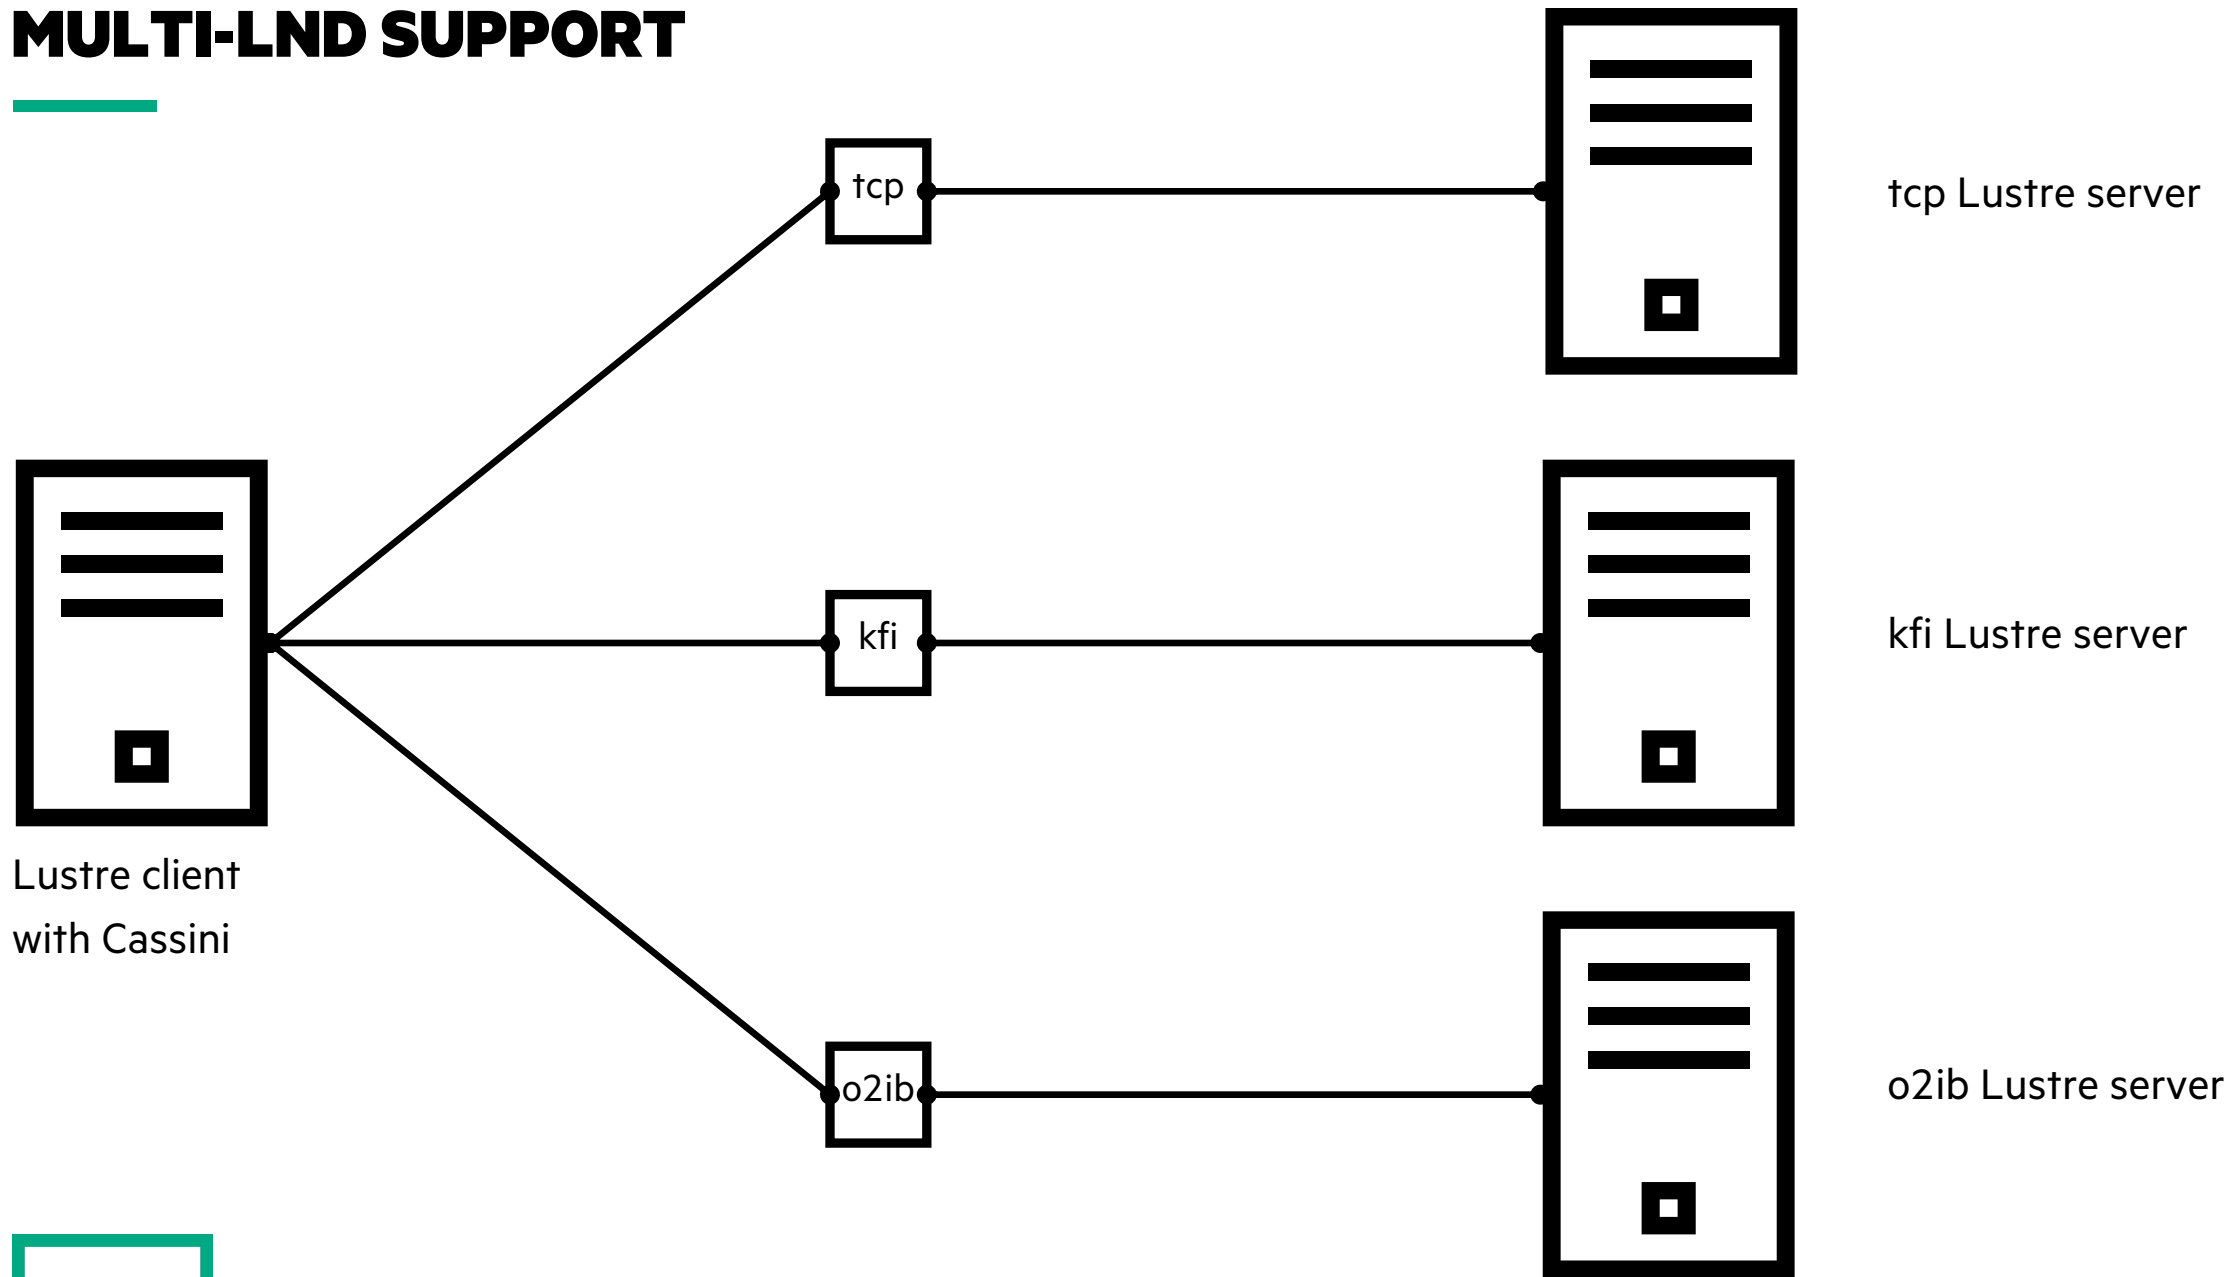 MULTI-LND SUPPORT
tcp
tcp Lustre server
kfi
kfi Lustre server
Lustre client
with Cassini
o2ib
o2ib Lustre server